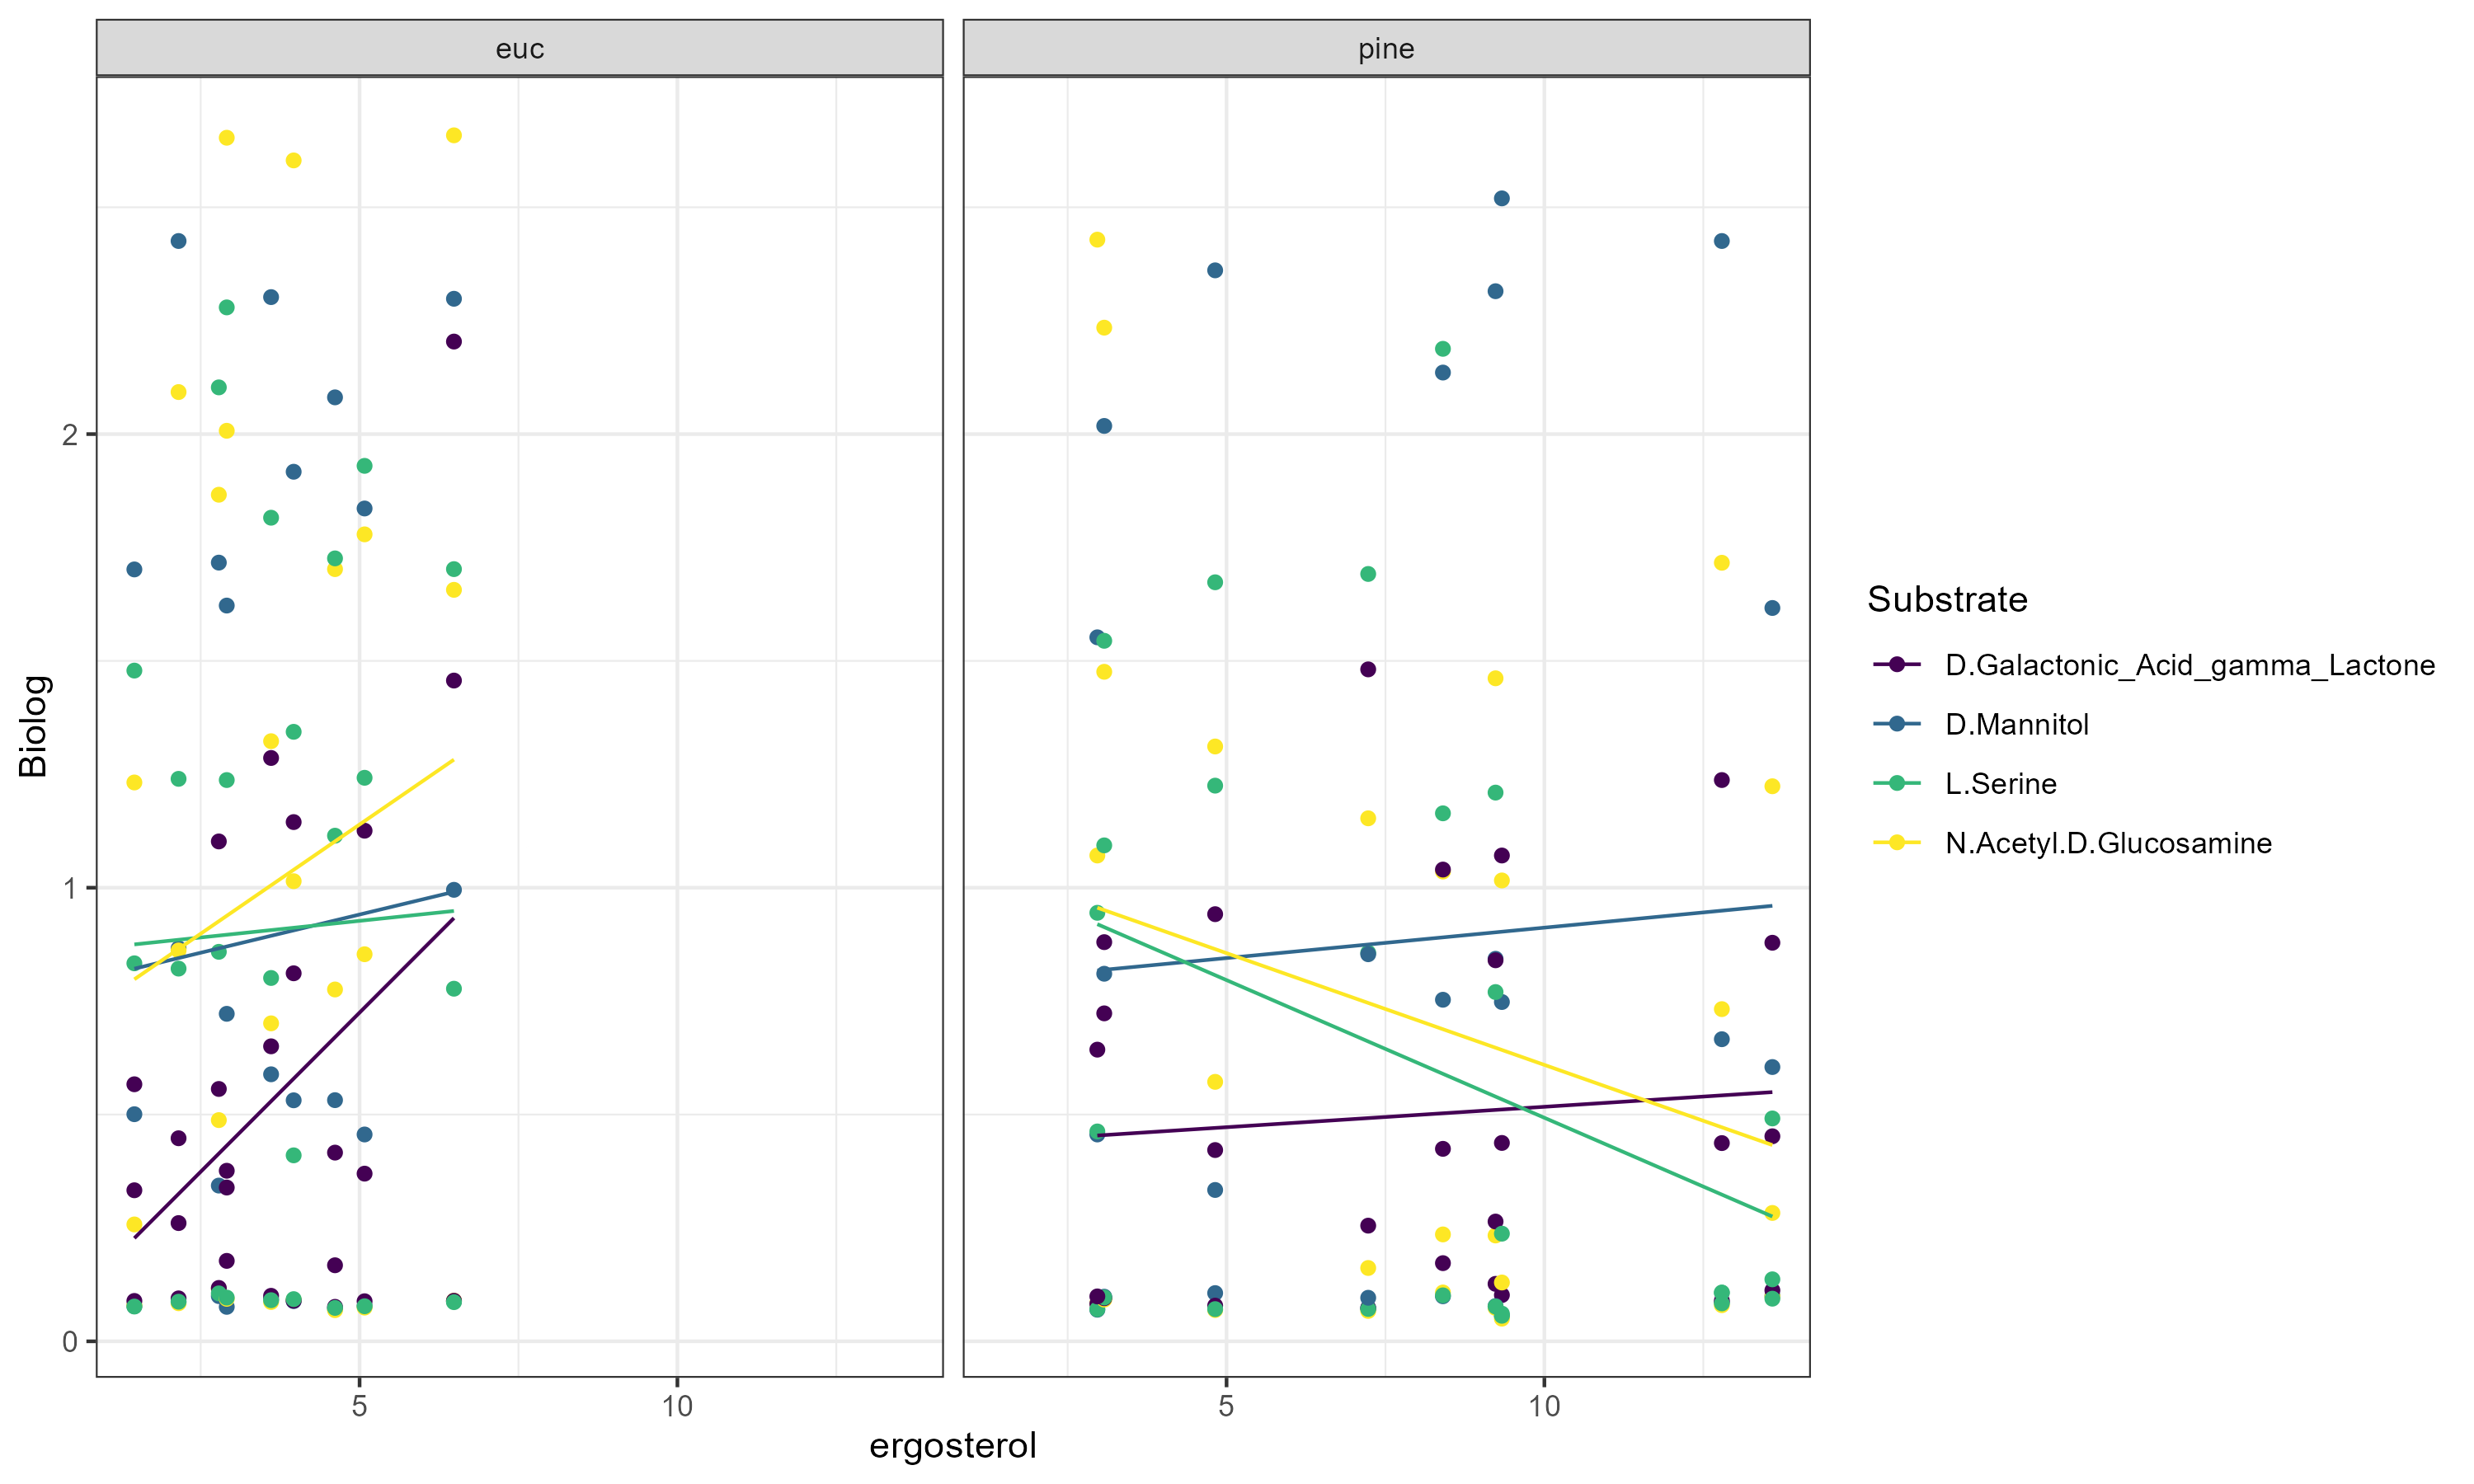 euc
pine
2
1
0
Biolog
5
10
5
10
ergosterol
Substrate
D.Galactonic_Acid_gamma_Lactone
D.Mannitol
L.Serine
N.Acetyl.D.Glucosamine